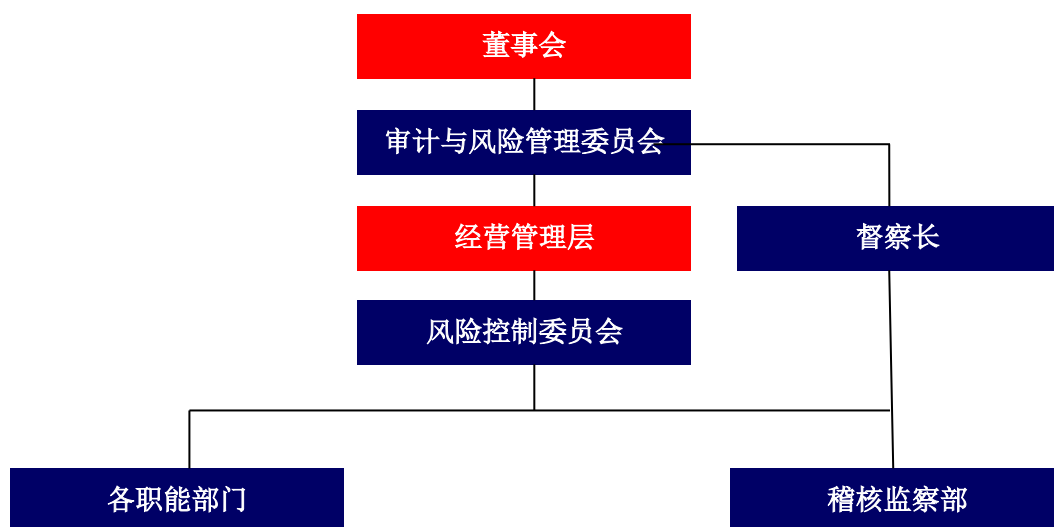 董事会
审计与风险管理委员会
经营管理层
督察长
风险控制委员会
各职能部门
稽核监察部